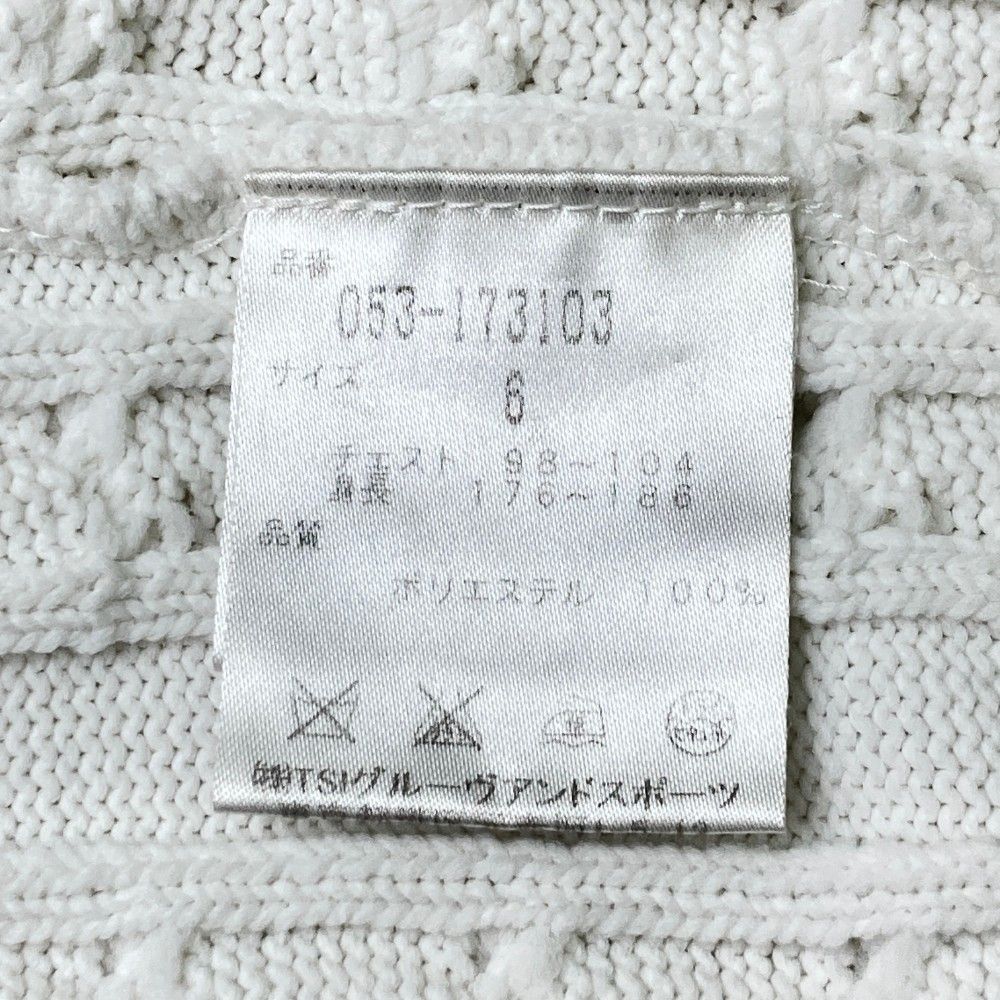 品番
053-173103
サイズ
6
チェスト 98~104
身長 176~186
品質
ポリエステル 100%
㈱TSIグルーヴアンドスポーツ